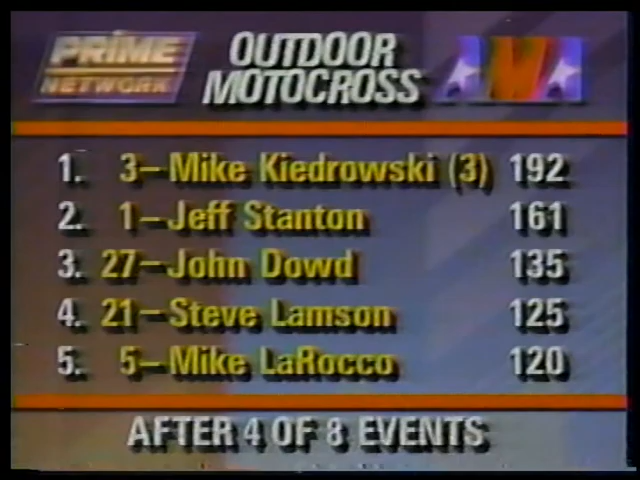 PRIME
NETWORK
OUTDOOR
MOTOCROSS
AMA
1. 3-Mike Kiedrowski (3) 192
2. 1-Jeff Stanton 161
3. 27-John Dowd 135
4. 21-Steve Lamson 125
5. 5-Mike LaRocco 120
AFTER 4 OF 8 EVENTS